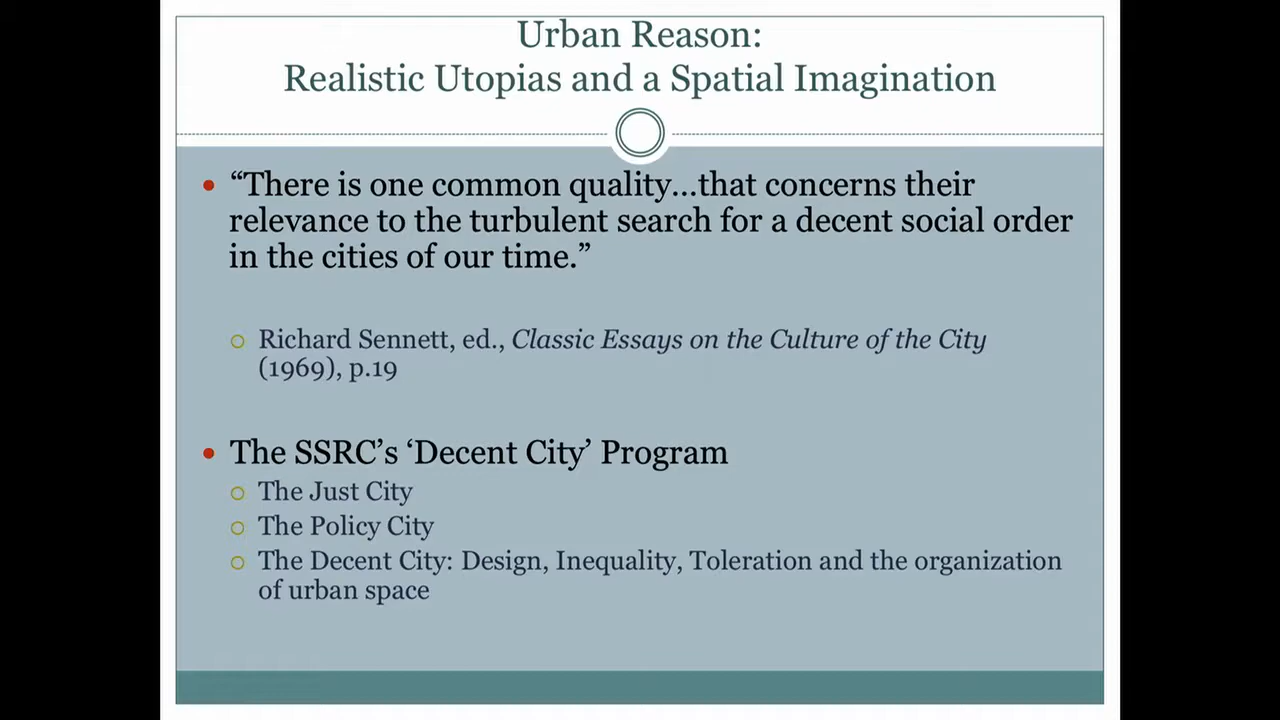 Urban Reason:
Realistic Utopias and a Spatial Imagination
“There is one common quality…that concerns their
relevance to the turbulent search for a decent social order
in the cities of our time.”
Richard Sennett, ed., Classic Essays on the Culture of the City
(1969), p.19
The SSRC’s ‘Decent City’ Program
The Just City
The Policy City
The Decent City: Design, Inequality, Toleration and the organization
of urban space